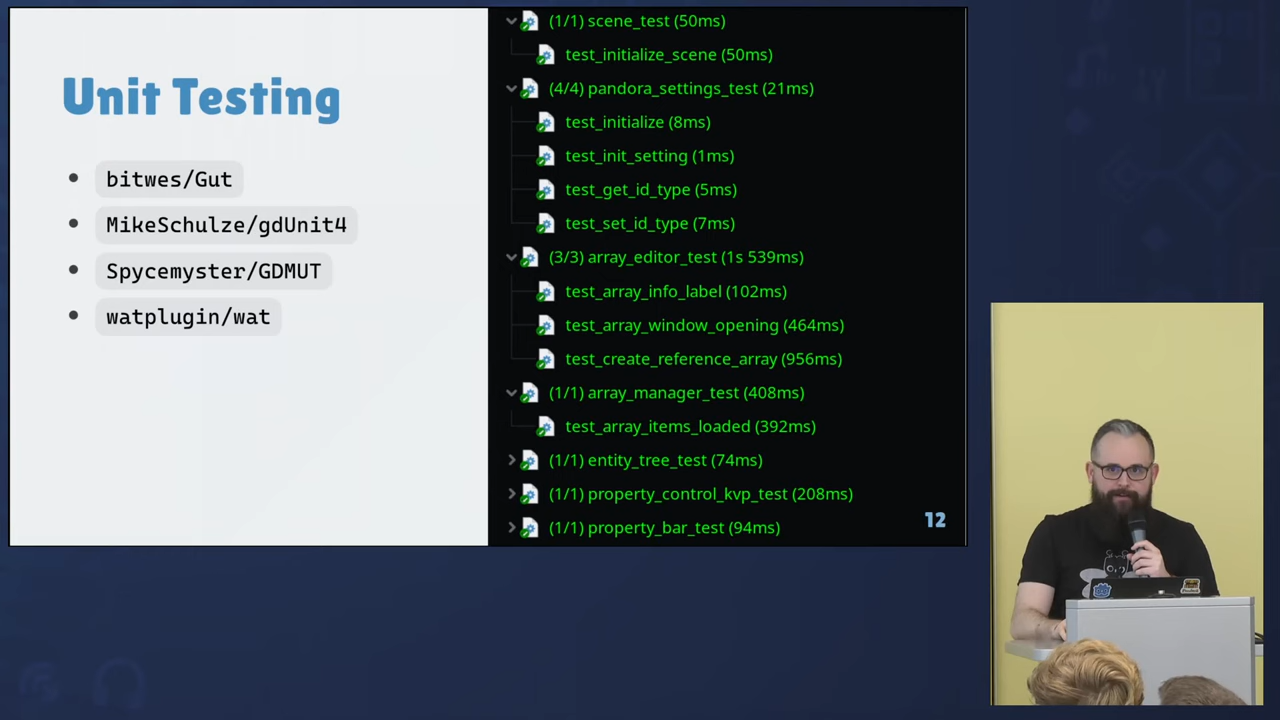 Unit Testing
bitwes/Gut
MikeSchulze/gdUnit4
Spycemyster/GDMUT
watplugin/wat
(1/1) scene_test (50ms)
test_initialize_scene (50ms)
(4/4) pandora_settings_test (21ms)
test_initialize (8ms)
test_init_setting (1ms)
test_get_id_type (5ms)
test_set_id_type (7ms)
(3/3) array_editor_test (1s 539ms)
test_array_info_label (102ms)
test_array_window_opening (464ms)
test_create_reference_array (956ms)
(1/1) array_manager_test (408ms)
test_array_items_loaded (392ms)
(1/1) entity_tree_test (74ms)
(1/1) property_control_kvp_test (208ms)
(1/1) property_bar_test (94ms)
12